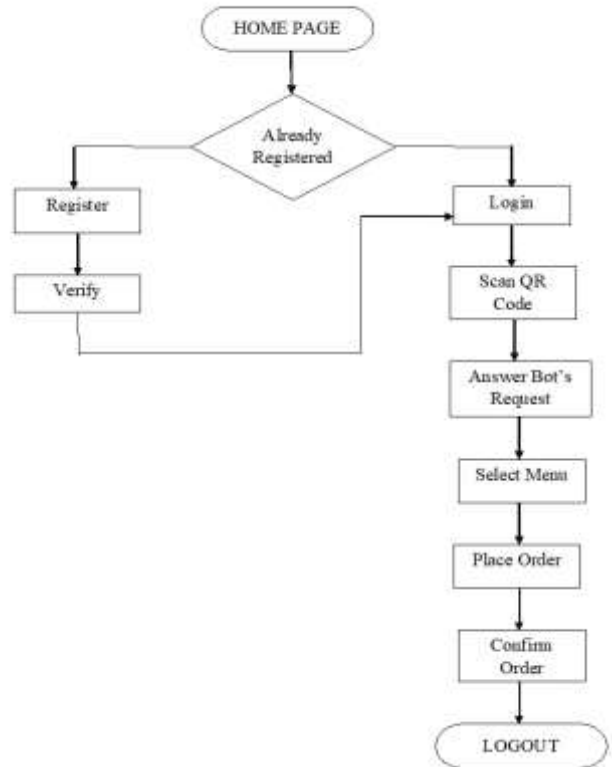 HOME PAGE
Already
Registered
Register
Login
Verify
Scan QR
Code
Answer Bot's
Request
Select Menu
Place Order
Confirm
Order
LOGOUT